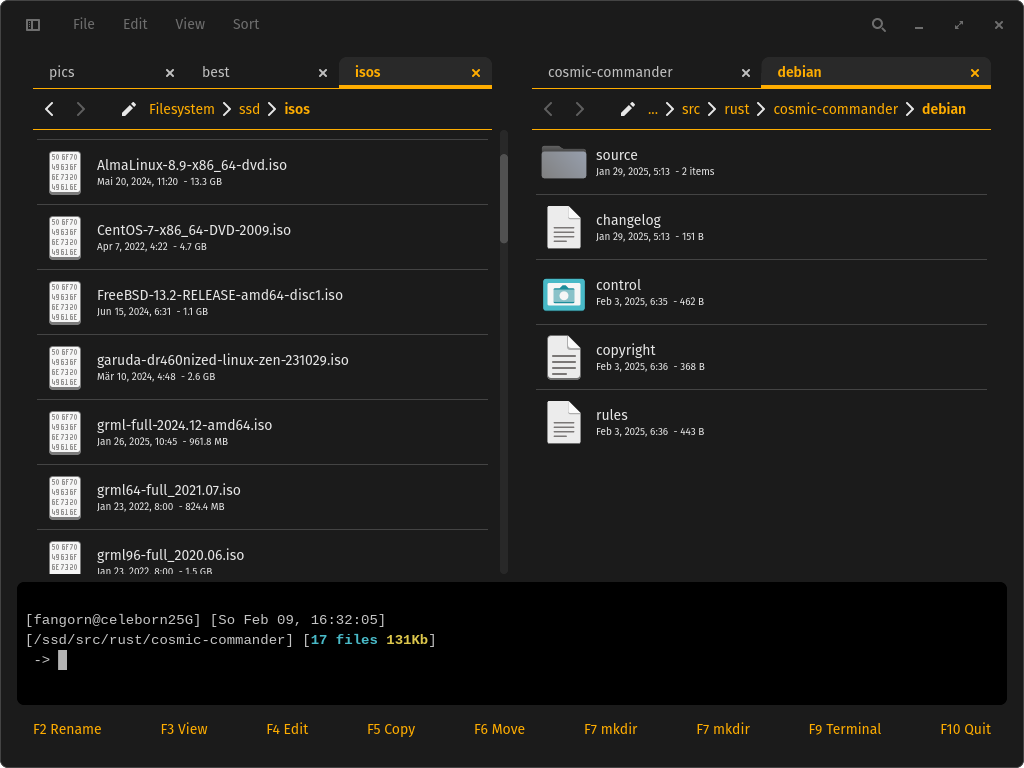 File Edit View Sort
pics best isos
cosmic-commander debian
Filesystem ssd isos
... src rust cosmic-commander debian
AlmaLinux-8.9-x86_64-dvd.iso
Mai 20, 2024, 11:20 - 13.3 GB
CentOS-7-x86_64-DVD-2009.iso
Apr 7, 2022, 4:22 - 4.7 GB
FreeBSD-13.2-RELEASE-amd64-disc1.iso
Jun 15, 2024, 6:31 - 1.1 GB
garuda-dr460nized-linux-zen-231029.iso
Mär 10, 2024, 4:48 - 2.6 GB
grml-full-2024.12-amd64.iso
Jan 26, 2025, 10:45 - 961.8 MB
grml64-full_2021.07.iso
Jan 23, 2022, 8:00 - 824.4 MB
grml96-full_2020.06.iso
Jan 23, 2022, 8:00 - 1.5 GB
source
Jan 29, 2025, 5:13 - 2 items
changelog
Jan 29, 2025, 5:13 - 151 B
control
Feb 3, 2025, 6:35 - 462 B
copyright
Feb 3, 2025, 6:36 - 368 B
rules
Feb 3, 2025, 6:36 - 443 B
[fangorn@celeborn25G] [So Feb 09, 16:32:05]
[/ssd/src/rust/cosmic-commander] [17 files 131Kb]
->
F2 Rename F3 View F4 Edit F5 Copy F6 Move F7 mkdir F7 mkdir F9 Terminal F10 Quit